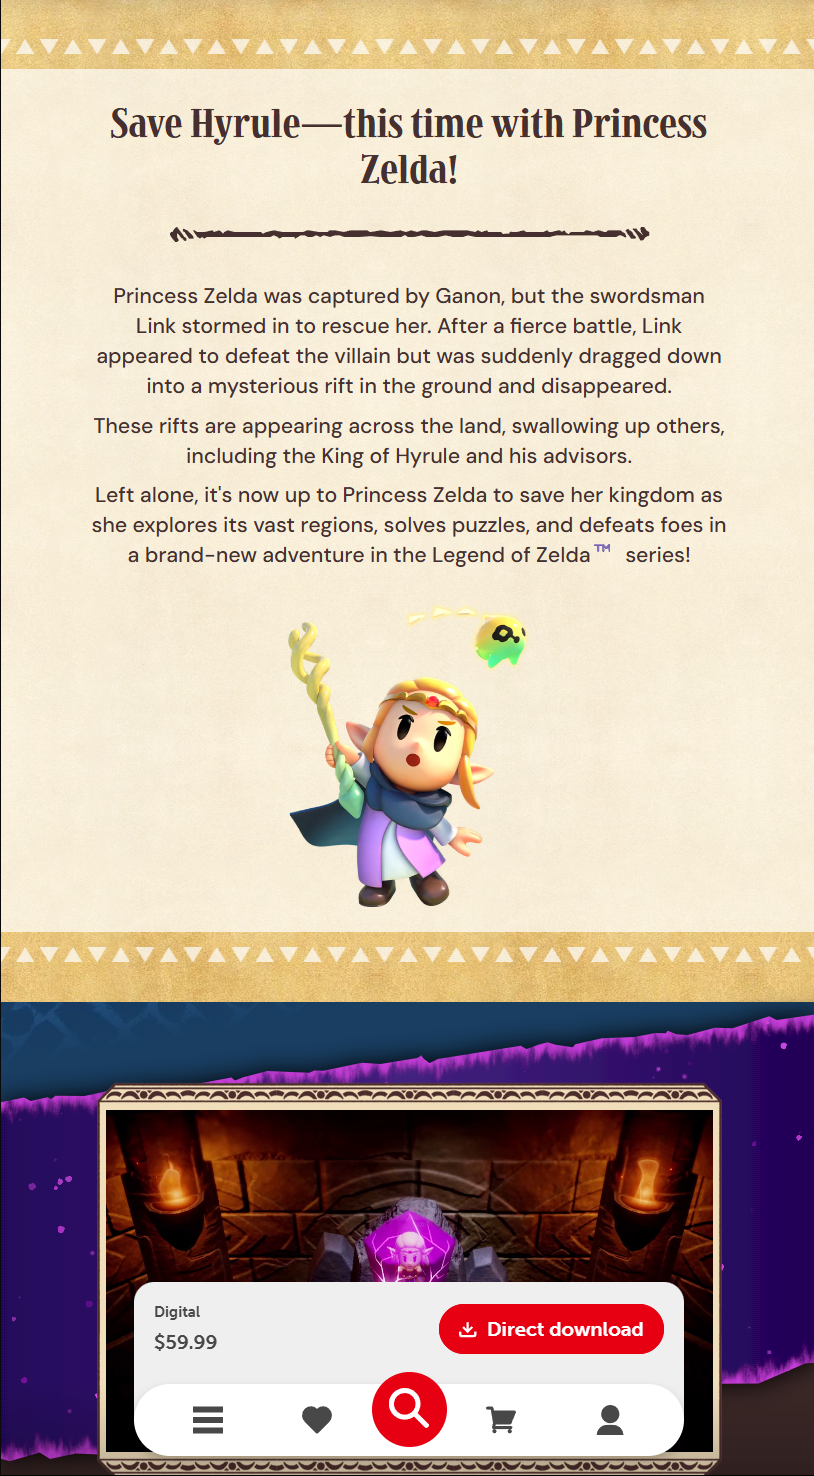 Save Hyrule—this time with Princess
Zelda!
Princess Zelda was captured by Ganon, but the swordsman
Link stormed in to rescue her. After a fierce battle, Link
appeared to defeat the villain but was suddenly dragged down
into a mysterious rift in the ground and disappeared.
These rifts are appearing across the land, swallowing up others,
including the King of Hyrule and his advisors.
Left alone, it's now up to Princess Zelda to save her kingdom as
she explores its vast regions, solves puzzles, and defeats foes in
a brand-new adventure in the Legend of Zelda™ series!
Digital
$59.99
Direct download